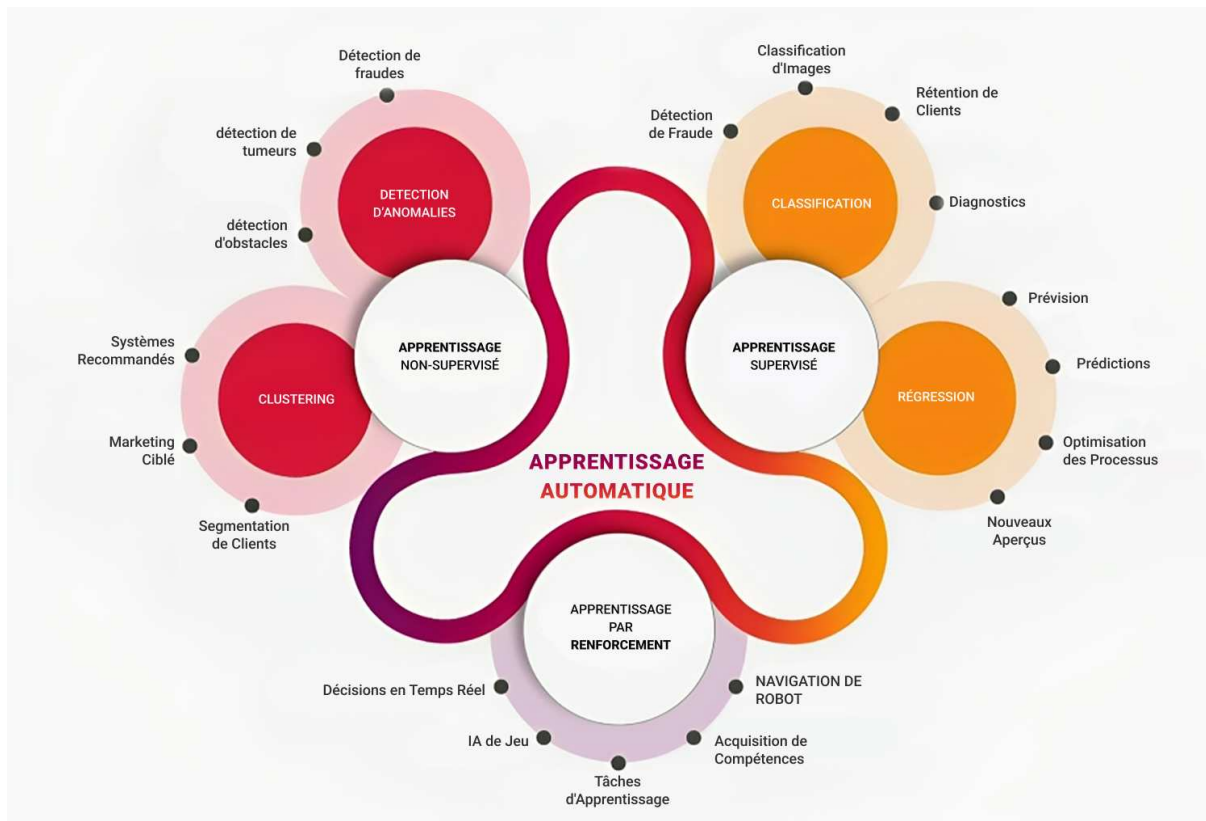 Détection de
fraudes
détection de
tumeurs
détection
d'obstacles
DETECTION
D'ANOMALIES
Systèmes
Recommandés
Marketing
Ciblé
Segmentation
de Clients
CLUSTERING
APPRENTISSAGE
NON-SUPERVISÉ
Classification
d'Images
Détection
de Fraude
Rétention de
Clients
Diagnostics
CLASSIFICATION
APPRENTISSAGE
SUPERVISÉ
Prévision
Prédictions
Optimisation
des Processus
Nouveaux
Aperçus
RÉGRESSION
APPRENTISSAGE
AUTOMATIQUE
APPRENTISSAGE
PAR
RENFORCEMENT
Décisions en Temps Réel
IA de Jeu
Tâches
d'Apprentissage
Acquisition de
Compétences
NAVIGATION DE
ROBOT